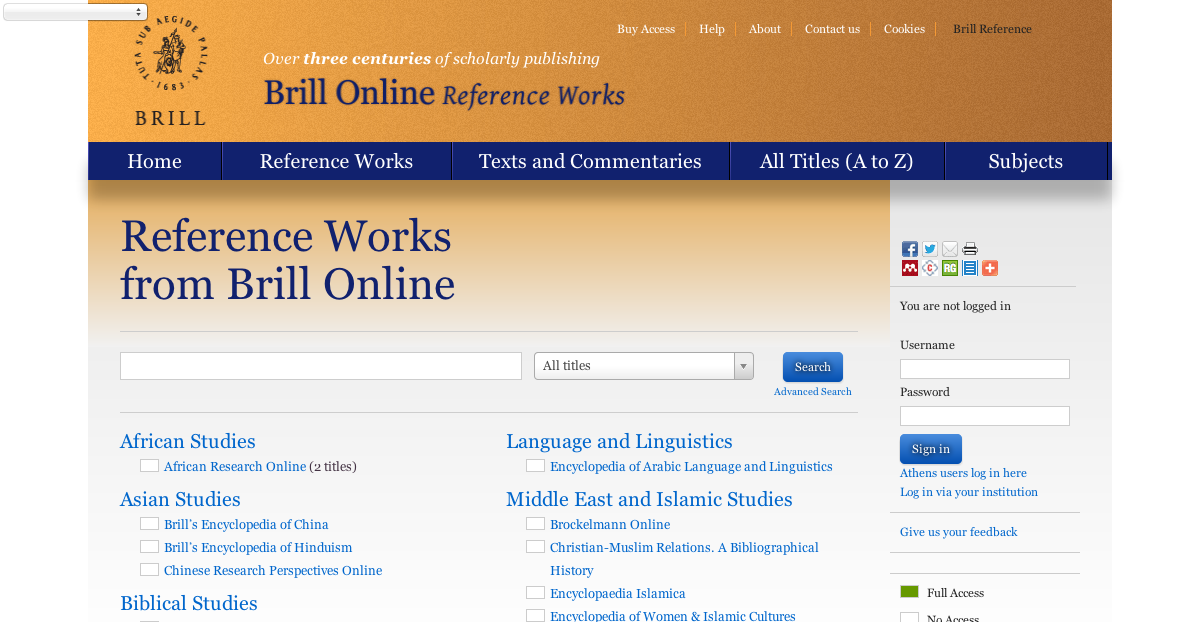 TUTA SUB AEGIDE PALLAS · 1683 ·
BRILL
Buy Access
Help
About
Contact us
Cookies
Brill Reference
Over three centuries of scholarly publishing
Brill Online Reference Works
Home
Reference Works
Texts and Commentaries
All Titles (A to Z)
Subjects
Reference Works
from Brill Online
All titles
Search
Advanced Search
African Studies
African Research Online (2 titles)
Asian Studies
Brill's Encyclopedia of China
Brill's Encyclopedia of Hinduism
Chinese Research Perspectives Online
Biblical Studies
Language and Linguistics
Encyclopedia of Arabic Language and Linguistics
Middle East and Islamic Studies
Brockelmann Online
Christian-Muslim Relations. A Bibliographical
History
Encyclopaedia Islamica
Encyclopedia of Women & Islamic Cultures
RG
You are not logged in
Username
Password
Sign in
Athens users log in here
Log in via your institution
Give us your feedback
Full Access
No Access